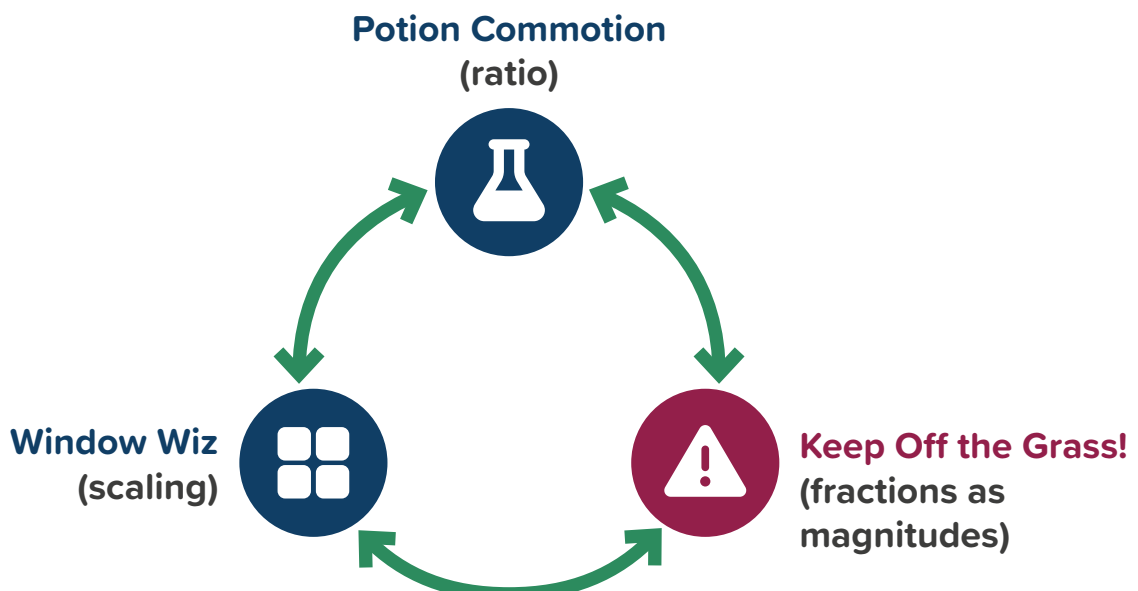 Potion Commotion
(ratio)
Window Wiz
(scaling)
Keep Off the Grass!
(fractions as
magnitudes)